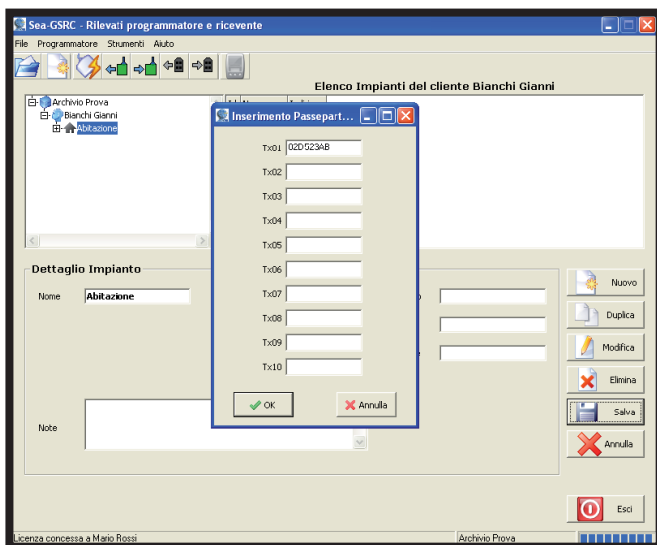 Sea-GSRC - Rilevati programmatore e ricevente
File Programmatore Strumenti Aiuto
Elenco Impianti del cliente Bianchi Gianni
Archivio Prova
Bianchi Gianni
Abitazione
Inserimento Passepart...
Tx01 02D523AB
Tx02
Tx03
Tx04
Tx05
Tx06
Tx07
Tx08
Tx09
Tx10
OK Annulla
Dettaglio Impianto
Nome Abitazione
Note
Nuovo
Duplica
Modifica
Elimina
Salva
Annulla
Esci
Licenza concessa a Mario Rossi Archivio Prova